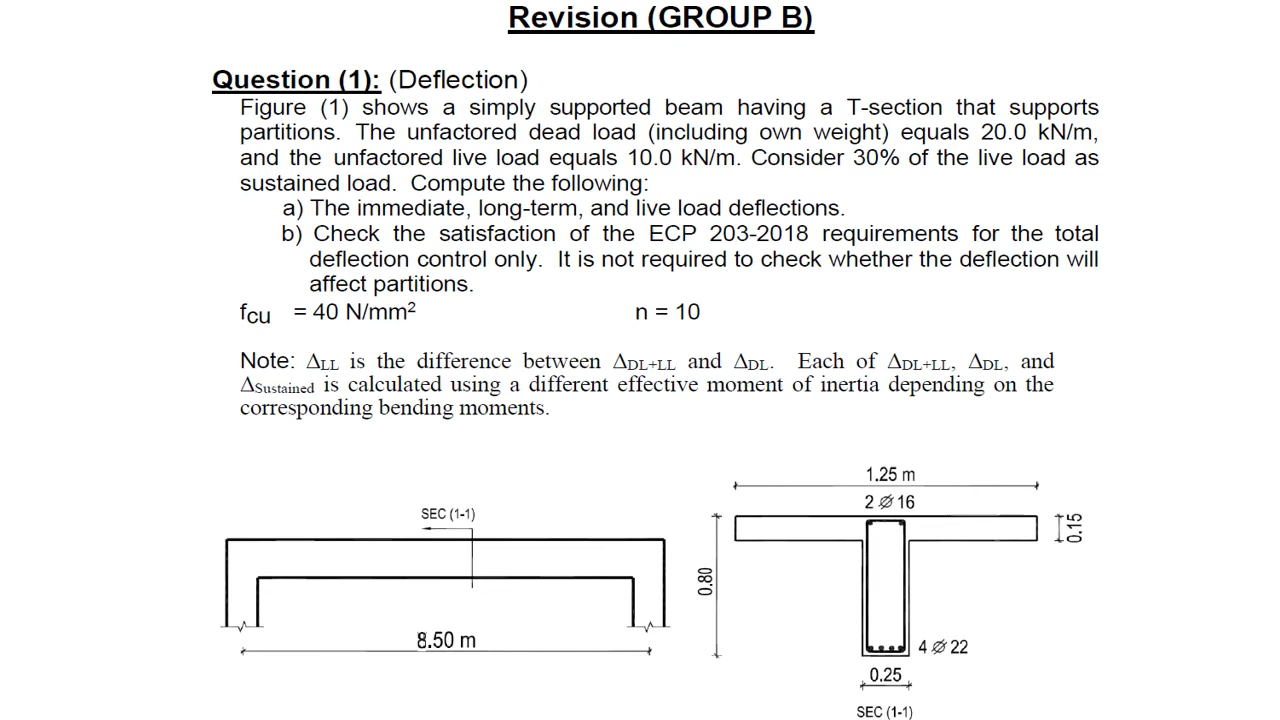 Revision (GROUP B)
Question (1): (Deflection)
Figure (1) shows a simply supported beam having a T-section that supports
partitions. The unfactored dead load (including own weight) equals 20.0 kN/m,
and the unfactored live load equals 10.0 kN/m. Consider 30% of the live load as
sustained load. Compute the following:
a) The immediate, long-term, and live load deflections.
b) Check the satisfaction of the ECP 203-2018 requirements for the total
deflection control only. It is not required to check whether the deflection will
affect partitions.
fcu = 40 N/mm² n = 10
Note: ΔLL is the difference between ΔDL+LL and ΔDL. Each of ΔDL+LL, ΔDL, and
ΔSustained is calculated using a different effective moment of inertia depending on the
corresponding bending moments.
1.25 m
2 ⌀ 16
SEC (1-1)
0.15
0.80
8.50 m
4 ⌀ 22
0.25
SEC (1-1)